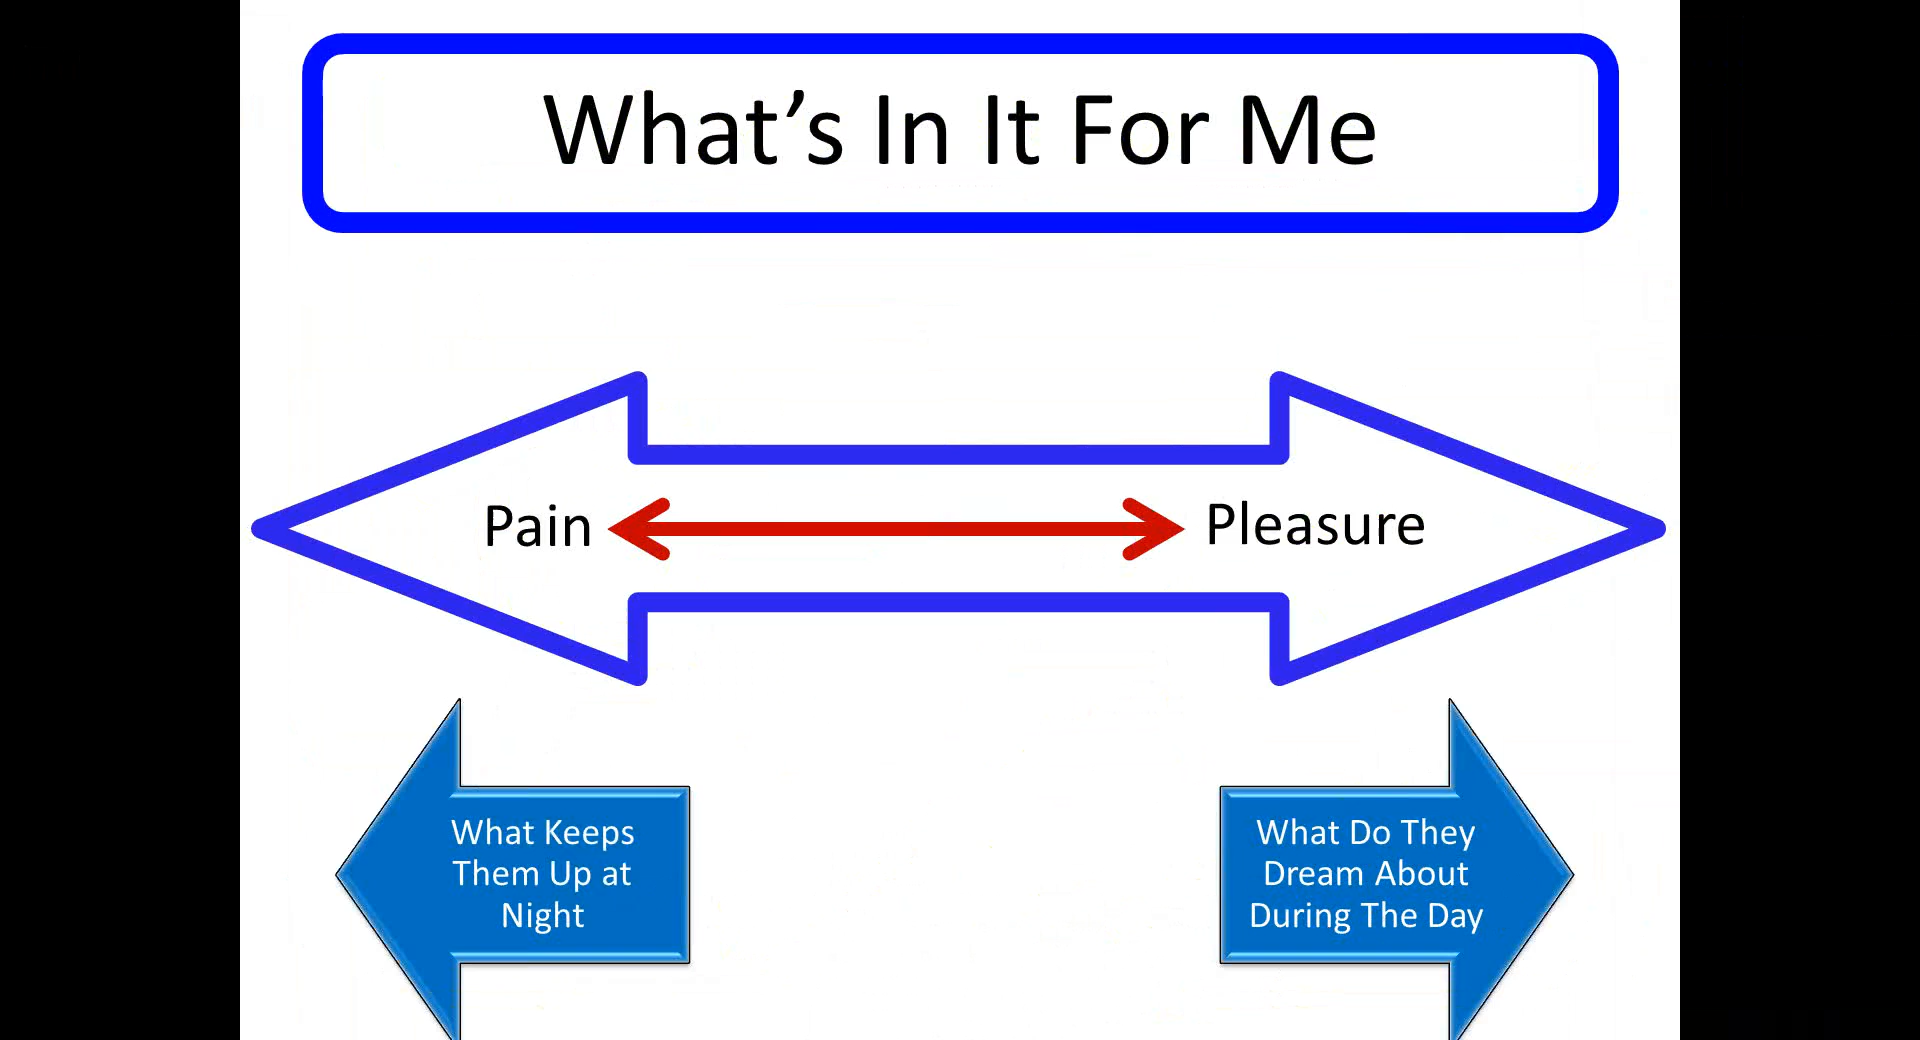 What’s In It For Me
Pain
Pleasure
What Keeps
Them Up at
Night
What Do They
Dream About
During The Day